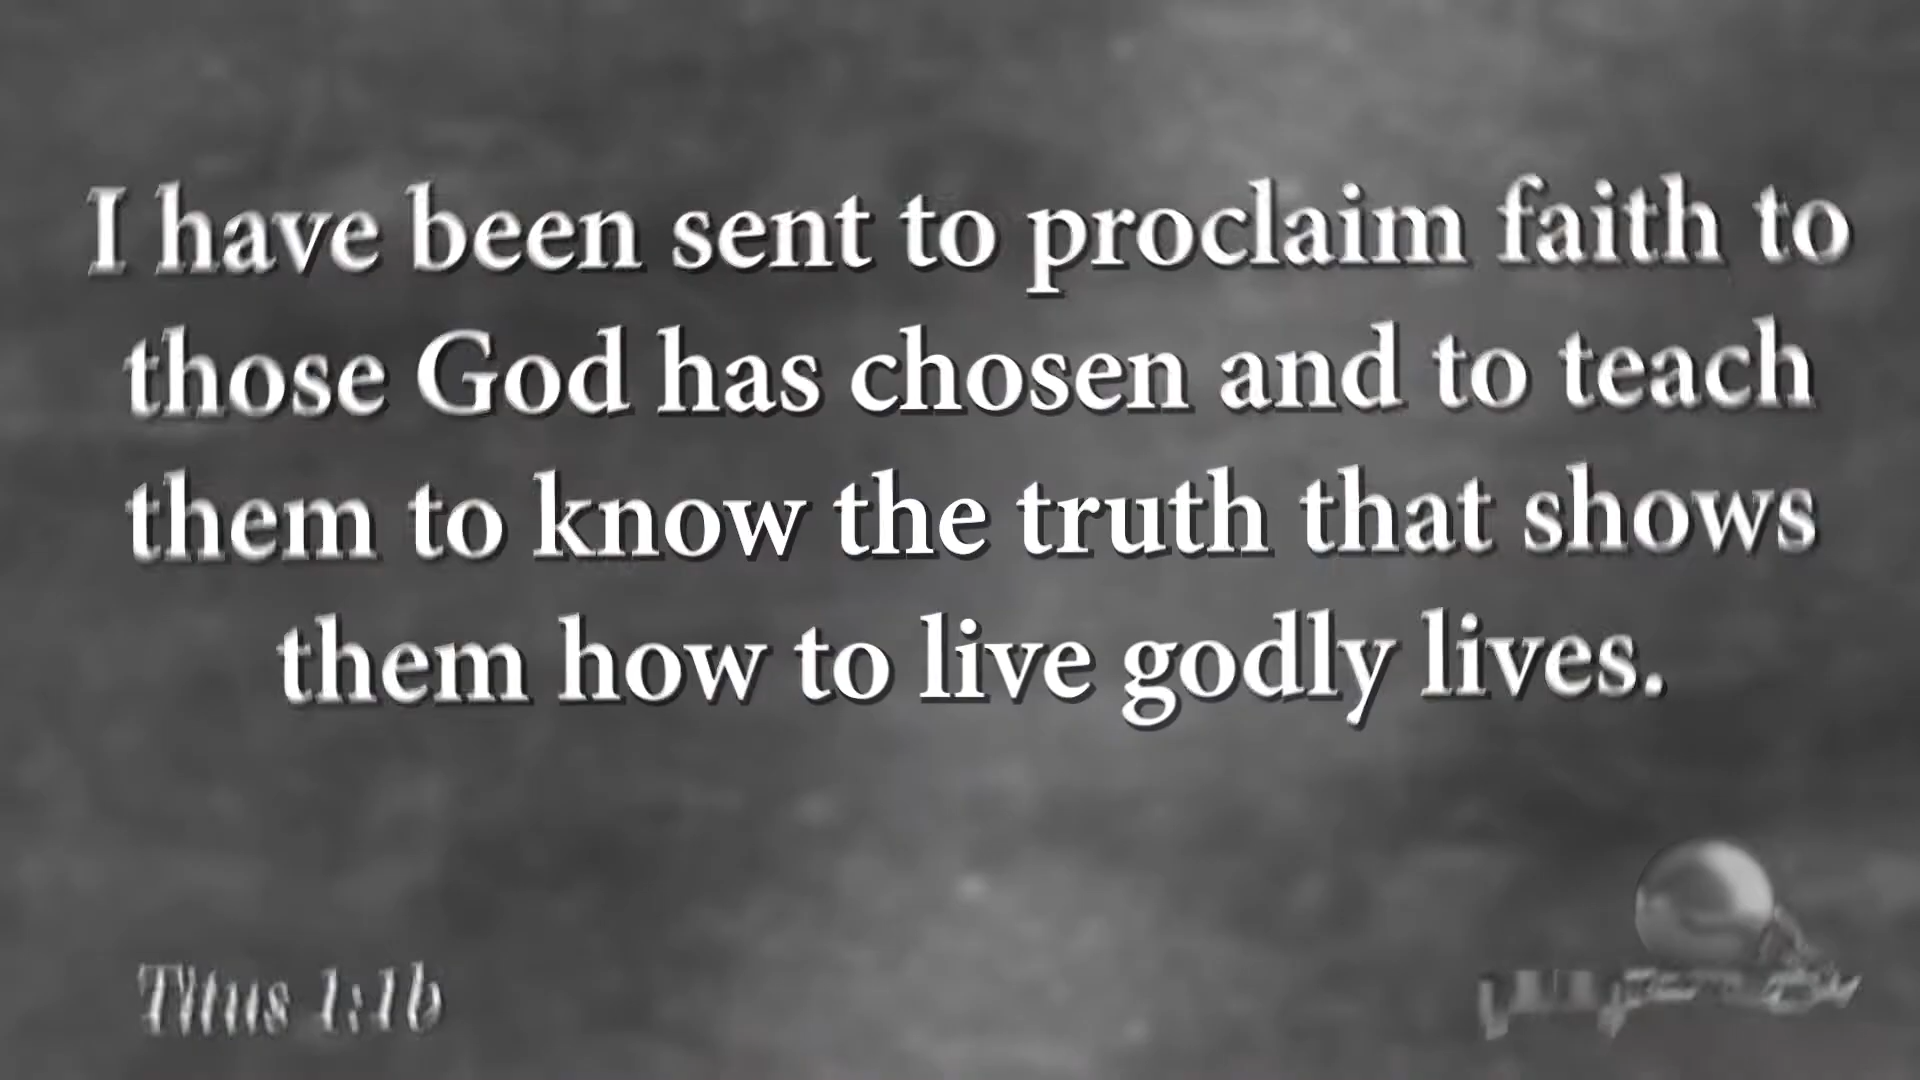 I have been sent to proclaim faith to
those God has chosen and to teach
them to know the truth that shows
them how to live godly lives.
Titus 1:1b